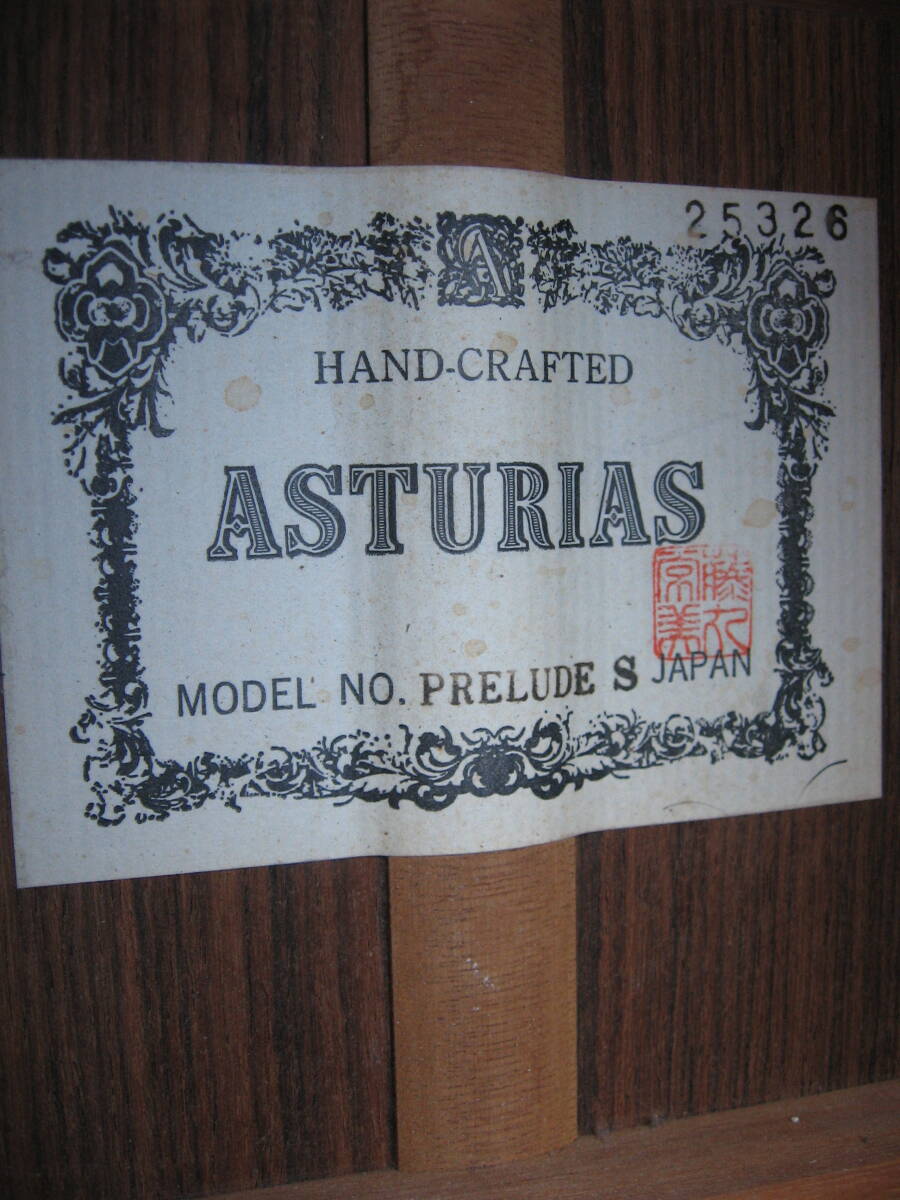 25326
A
HAND-CRAFTED
ASTURIAS
MODEL NO. PRELUDE S JAPAN